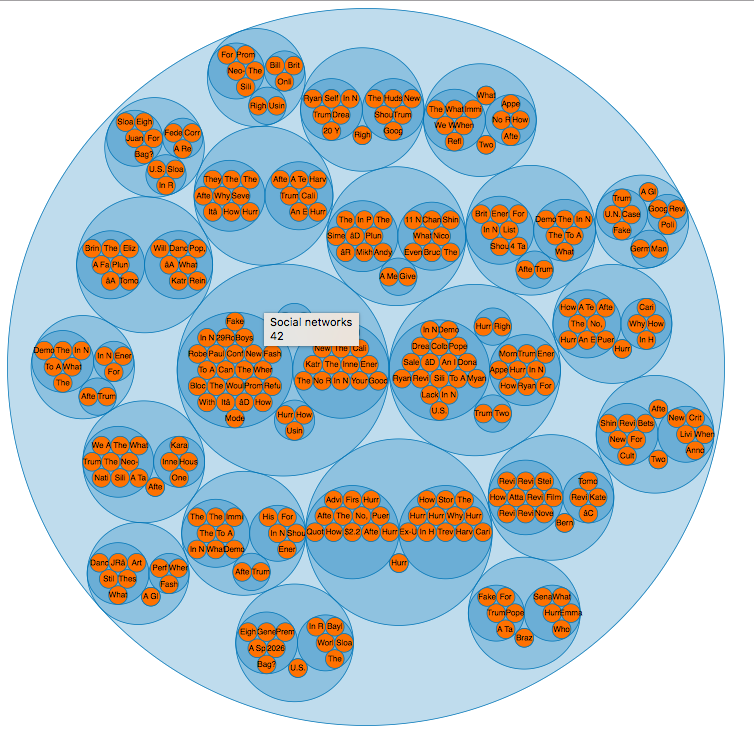 For Prom
Neo- The
Sili
Bill Brit
Onli
Righ Usin
Ryan Self In N
Trum Drea
20 Y
The Huds New
Shou Trum
Goog
Righ
What
The What Immi
We W When
Refl
Appe
No R How
Afte
Two
Sloa Eigh
Juan For
Bag?
Fede Corr
A Re
U.S. Sloa
In R
They The The
Afte Why Seve
Itâ How Hurr
Afte A Te Harv
Trum Cali
An E Hurr
The In P The
Sime âD Plun
âR Mikh Andy
11 N Chan Shin
What Nico
Even Bruc The
A Me Give
Brit Ener For
In N List
Shou 4 Ta
Demo The In N
The To A
What
Afte Trum
Trum
U.N. Case
Fake
A Gl
Goog Revi
Poli
Germ Man
Brin The Eliz
A Fa Plun
âA Tomo
Will Danc Pop,
âA What
Katr Rein
Social networks
42
Fake
In N 29Ro Boys
Robe Paul Conf New Fash
To A Can The Wher
Bloc The Woul Prom Refu
With Itâ âD How
Mode
New The Cali
Katr The Inne Ener
The No R In N Your Good
Hurr How
Usin
In N Demo
Drea Colb Pope
Sale âD An I Dona
Ryan Revi Sili To A Myan
Lack In N
U.S.
Hurr Righ
Morn Trum Ener
Appe Hurr In N
How Ryan For
Trum Two
How A Te Afte
The No,
Hurr An E Puer
Cari
Why How
In H
Hurr
Demo The In N
To A What
The
In N Ener
For
Afte Trum
We A The What
Trum The Neo-
Nati Sili A Ta
Kara
Inne Hous
One
Afte
Shin Revi Bets
New For
Cult
Afte
New Crit
Livi When
Anno
Two
The The Immi
The To A
In N What Demo
His For
In N Shou
Ener
Afte Trum
Advi Firs Hurr
Afte The No, Puer
Quot How $2.2 Afte Hurr
How Stor The
Hurr Hurr Why Hurr
Ex-U In H Trev Harv Cari
Hurr
Revi Revi Stei
How Atta Revi Film
Revi Revi Nove
Tomo
Revi Kate
âC
Bern
Danc JRâ Art
Stil Thes
What
Perf Wher
Fash
A Gl
Eigh Gene Prem
A Sp 2026
Bag?
In R Bayl
Worl Sloa
The
U.S.
Fake For
Trum Pope
A Ta
Sena What
Hurr Emma
Who
Braz